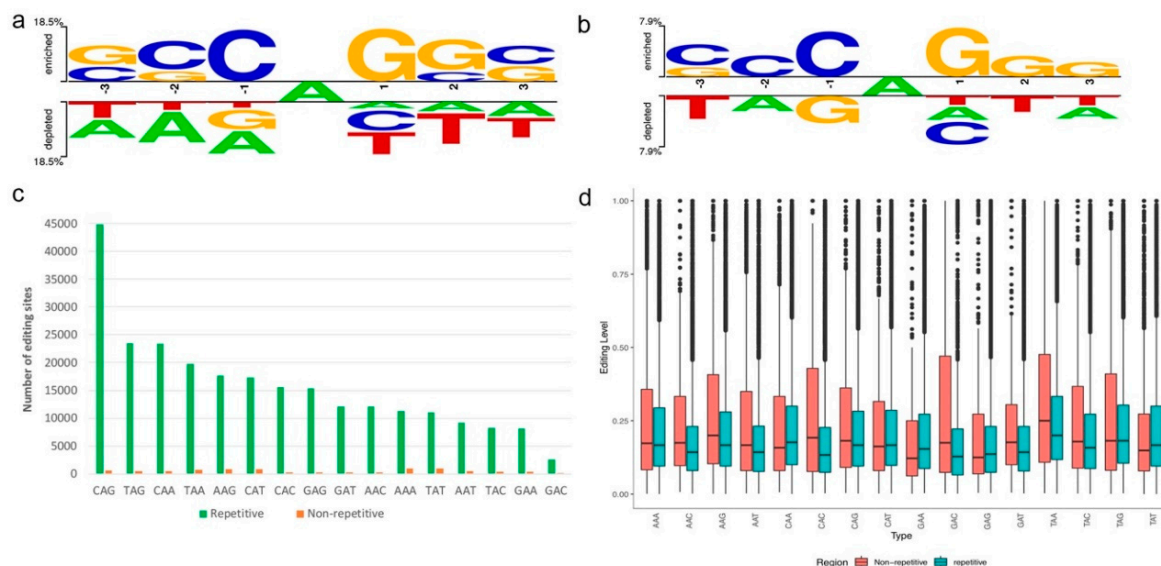 a
18.5%
enriched
G C C G G C
C G C G
-3 -2 -1 A 1 2 3
T T T A A A
A A G C T T
A T
depleted
18.5%
b
7.9%
enriched
C C C G G G
G
-3 -2 -1 A 1 2 3
T A G T T T
A A
C
depleted
7.9%
c
Number of editing sites
45000
40000
35000
30000
25000
20000
15000
10000
5000
0
CAG TAG CAA TAA AAG CAT CAC GAG GAT AAC AAA TAT AAT TAC GAA GAC
Repetitive Non-repetitive
d
Editing Level
1.00
0.75
0.50
0.25
0.00
AAA AAC AAG AAT CAA CAC CAG CAT GAA GAC GAG GAT TAA TAC TAG TAT
Type
Region Non-repetitive repetitive